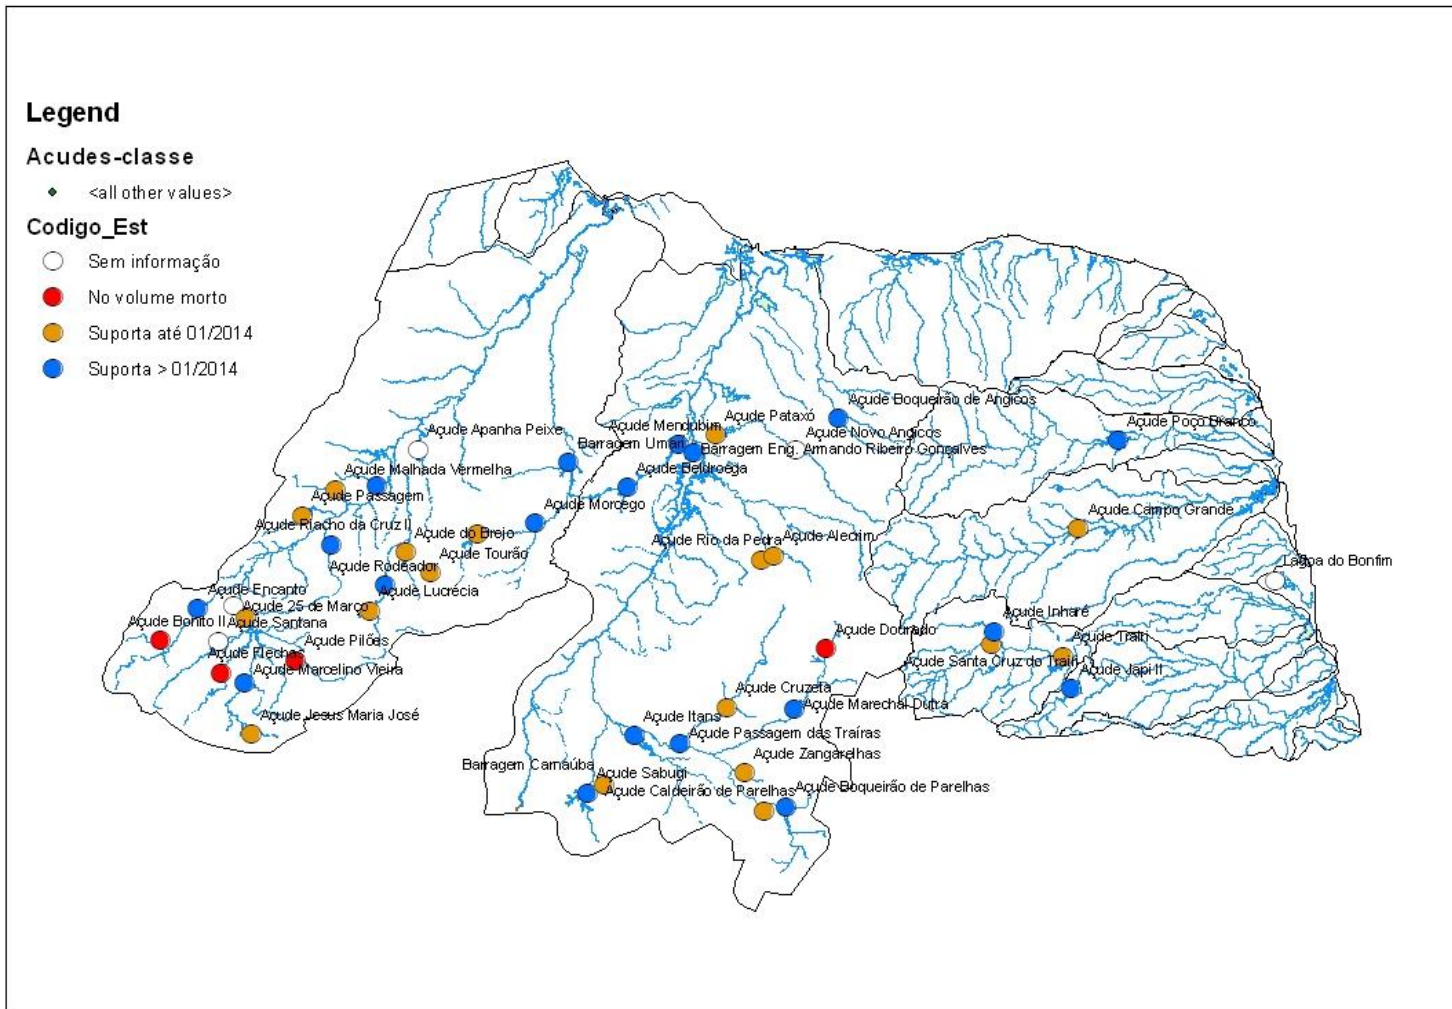 Legend
Acudes-classe
<all other values>
Codigo_Est
Sem informação
No volume morto
Suporta até 01/2014
Suporta > 01/2014
Açude Boqueirão de Angicos
Açude Pataxó
Açude Poço Branco
Açude Mendubim
Açude Novo Angicos
Açude Apanha Peixe
Barragem Umari
Barragem Eng. Armando Ribeiro Gonçalves
Açude Malhada Vermelha
Açude Beldroega
Açude Passagem
Açude Morcego
Açude Campo Grande
Açude Riacho da Cruz II
Açude do Brejo
Açude Rio da Pedra
Açude Alecrim
Açude Tourão
Lagoa do Bonfim
Açude Rodeador
Açude Encanto
Açude Lucrécia
Açude 25 de Março
Açude Inharé
Açude Bonito II
Açude Santana
Açude Pilões
Açude Dourado
Açude Trairi
Açude Flechas
Açude Santa Cruz do Trairi
Açude Marcelino Vieira
Açude Japi II
Açude Cruzeta
Açude Marechal Dutra
Açude Jesus Maria José
Açude Itans
Açude Passagem das Traíras
Açude Zangarelhas
Barragem Carnaúba
Açude Sabugi
Açude Caldeirão de Parelhas
Açude Boqueirão de Parelhas